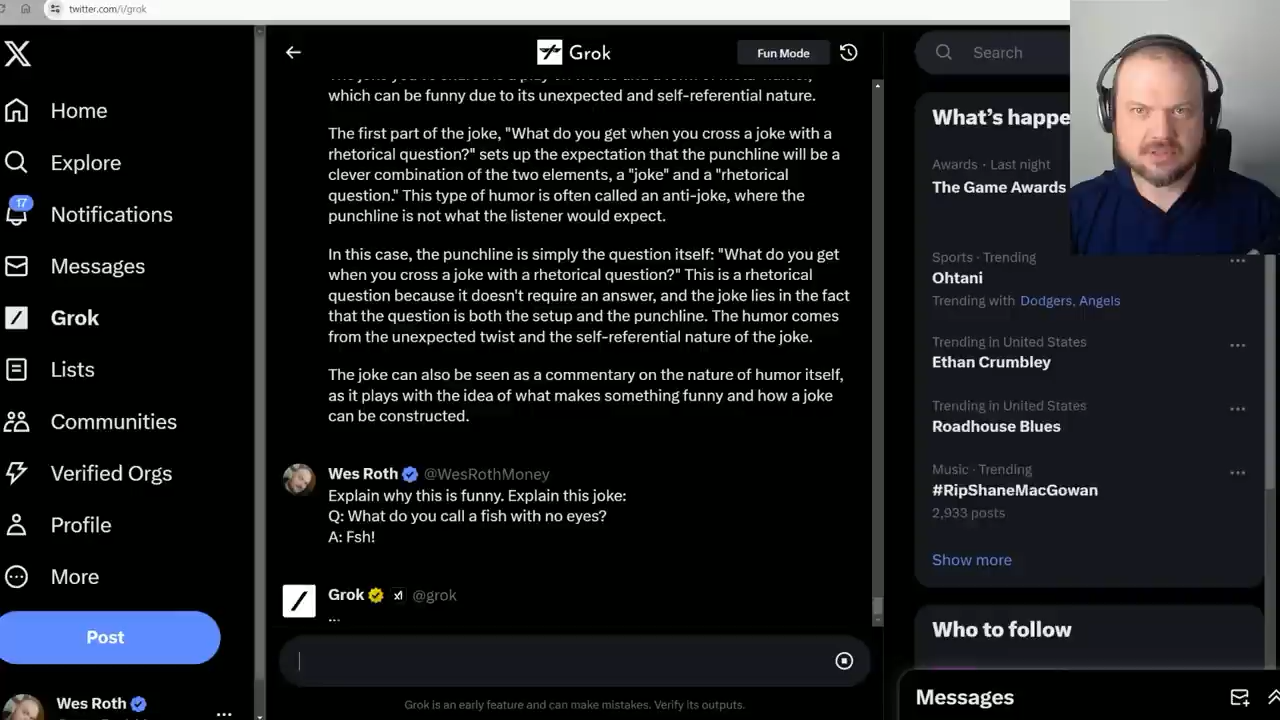 twitter.com/i/grok
Home
Explore
17
Notifications
Messages
Grok
Lists
Communities
Verified Orgs
Profile
More
Post
Wes Roth
Grok
Fun Mode
which can be funny due to its unexpected and self-referential nature.
The first part of the joke, "What do you get when you cross a joke with a
rhetorical question?" sets up the expectation that the punchline will be a
clever combination of the two elements, a "joke" and a "rhetorical
question." This type of humor is often called an anti-joke, where the
punchline is not what the listener would expect.
In this case, the punchline is simply the question itself: "What do you get
when you cross a joke with a rhetorical question?" This is a rhetorical
question because it doesn't require an answer, and the joke lies in the fact
that the question is both the setup and the punchline. The humor comes
from the unexpected twist and the self-referential nature of the joke.
The joke can also be seen as a commentary on the nature of humor itself,
as it plays with the idea of what makes something funny and how a joke
can be constructed.
Wes Roth @WesRothMoney
Explain why this is funny. Explain this joke:
Q: What do you call a fish with no eyes?
A: Fsh!
Grok @grok
...
Grok is an early feature and can make mistakes. Verify its outputs.
Search
What's happe
Awards · Last night
The Game Awards
Sports · Trending
Ohtani
Trending with Dodgers, Angels
Trending in United States
Ethan Crumbley
Trending in United States
Roadhouse Blues
Music · Trending
#RipShaneMacGowan
2,933 posts
Show more
Who to follow
Messages